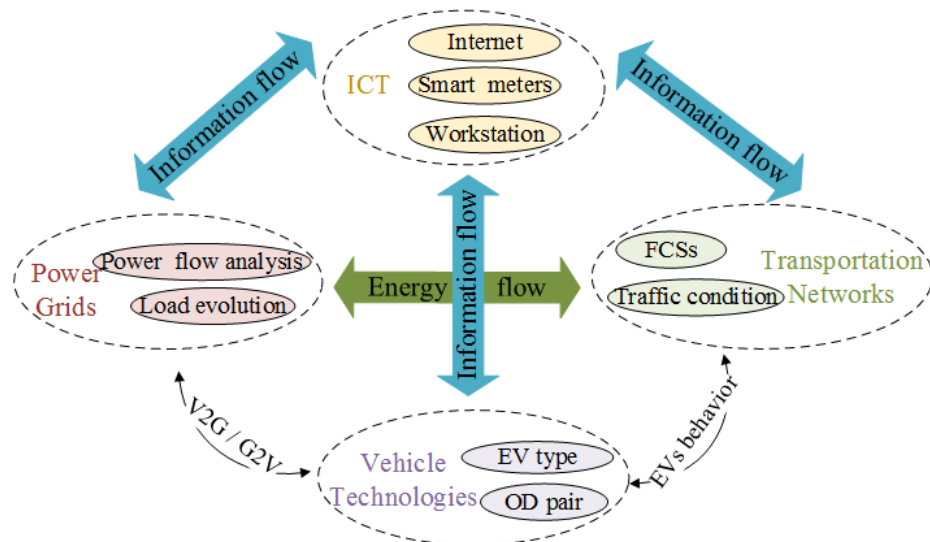 Internet
ICT
Smart meters
Workstation
Information flow
Information flow
Information flow
Power flow analysis
Power
Grids
Load evolution
Energy flow
FCSs
Transportation
Networks
Traffic condition
V2G / G2V
EVs behavior
Vehicle
Technologies
EV type
OD pair